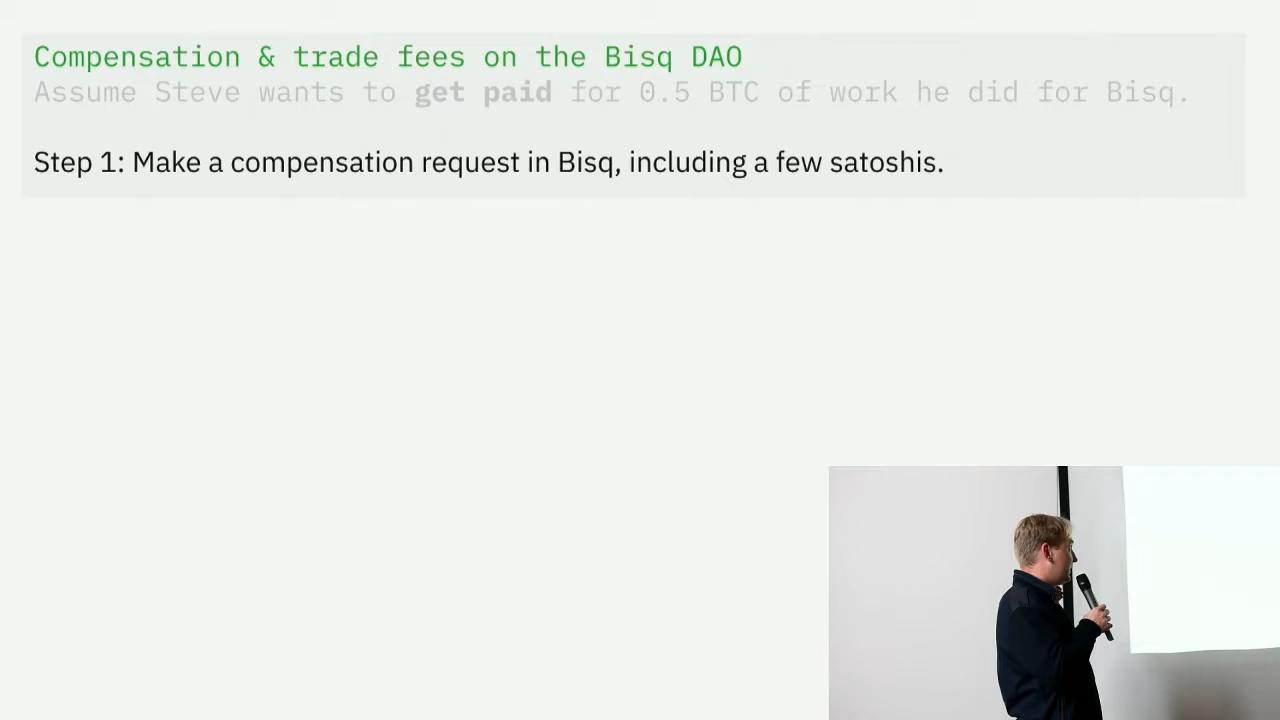 Compensation & trade fees on the Bisq DAO
Assume Steve wants to get paid for 0.5 BTC of work he did for Bisq.
Step 1: Make a compensation request in Bisq, including a few satoshis.